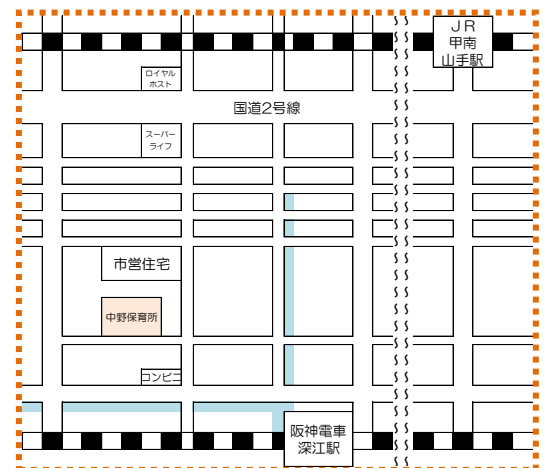 JR
甲南
山手駅
ロイヤル
ホスト
国道2号線
スーパー
ライフ
市営住宅
中野保育所
コンビニ
阪神電車
深江駅